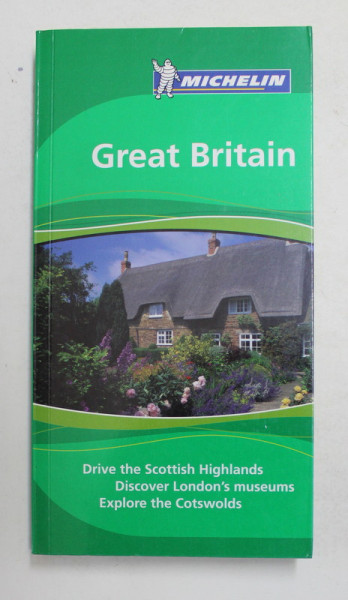 MICHELIN
Great Britain
Drive the Scottish Highlands
Discover London's museums
Explore the Cotswolds